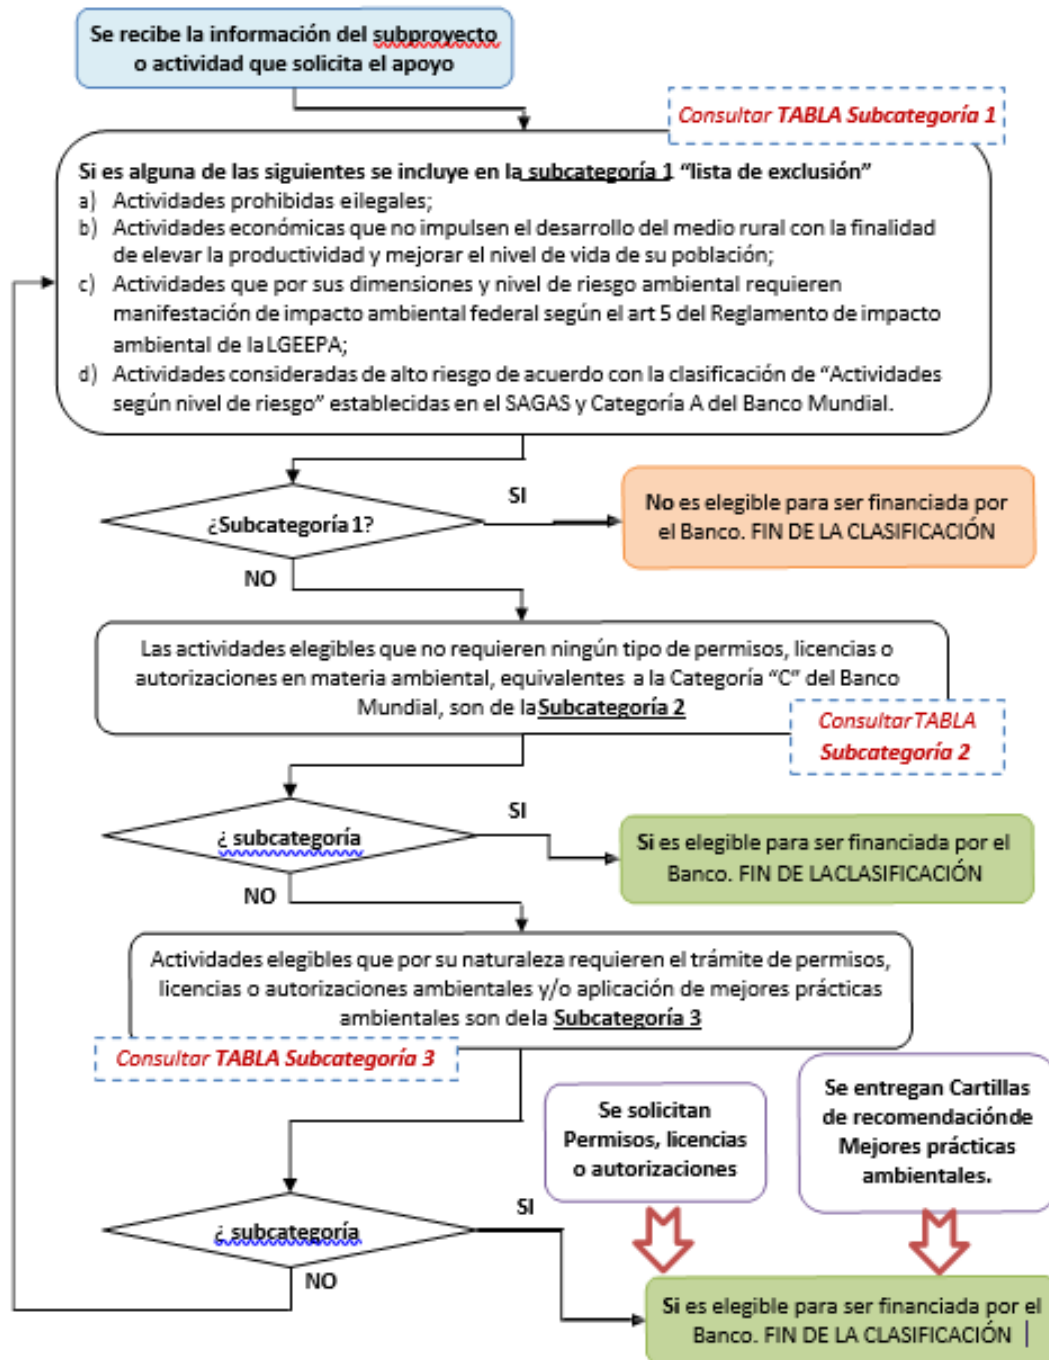 Se recibe la información del subproyecto
o actividad que solicita el apoyo
Consultar TABLA Subcategoría 1
Si es alguna de las siguientes se incluye en la subcategoría 1 “lista de exclusión”
a) Actividades prohibidas eilegales;
b) Actividades económicas que no impulsen el desarrollo del medio rural con la finalidad
de elevar la productividad y mejorar el nivel de vida de su población;
c) Actividades que por sus dimensiones y nivel de riesgo ambiental requieren
manifestación de impacto ambiental federal según el art 5 del Reglamento de impacto
ambiental de la LGEEPA;
d) Actividades consideradas de alto riesgo de acuerdo con la clasificación de “Actividades
según nivel de riesgo” establecidas en el SAGAS y Categoría A del Banco Mundial.
¿Subcategoría 1?
SI
No es elegible para ser financiada por
el Banco. FIN DE LA CLASIFICACIÓN
NO
Las actividades elegibles que no requieren ningún tipo de permisos, licencias o
autorizaciones en materia ambiental, equivalentes a la Categoría “C” del Banco
Mundial, son de la Subcategoría 2
Consultar TABLA
Subcategoría 2
¿ subcategoría
SI
Si es elegible para ser financiada por el
Banco. FIN DE LACLASIFICACIÓN
NO
Actividades elegibles que por su naturaleza requieren el trámite de permisos,
licencias o autorizaciones ambientales y/o aplicación de mejores prácticas
ambientales son dela Subcategoría 3
Consultar TABLA Subcategoría 3
Se solicitan
Permisos, licencias
o autorizaciones
Se entregan Cartillas
de recomendación de
Mejores prácticas
ambientales.
¿ subcategoría
SI
NO
Si es elegible para ser financiada por el
Banco. FIN DE LA CLASIFICACIÓN